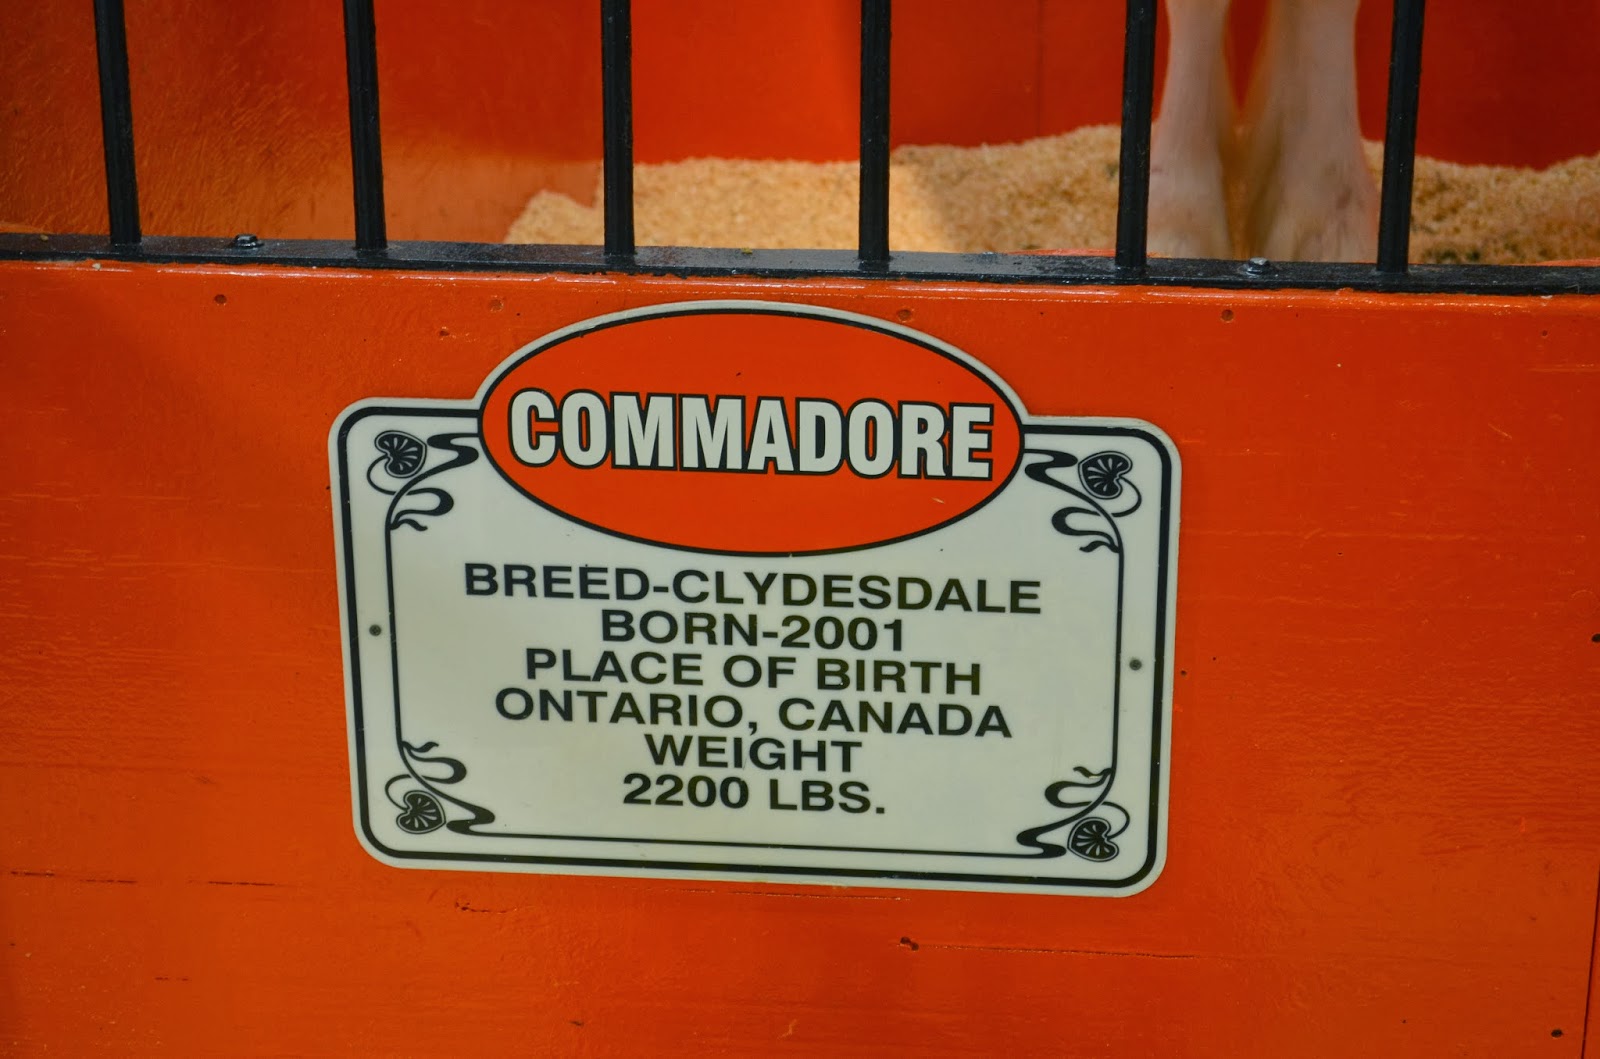 COMMADORE
BREED-CLYDESDALE
BORN-2001
PLACE OF BIRTH
ONTARIO, CANADA
WEIGHT
2200 LBS.